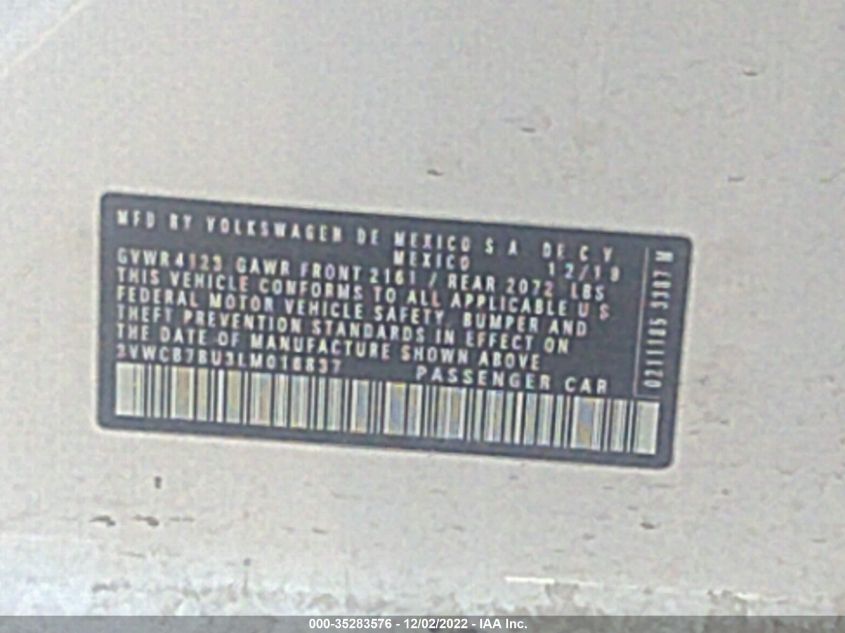 MFD BY VOLKSWAGEN DE MEXICO S A DE C V
MEXICO 12/19
GVWR 4123 GAWR FRONT 2161 / REAR 2072 LBS
THIS VEHICLE CONFORMS TO ALL APPLICABLE U S
FEDERAL MOTOR VEHICLE SAFETY, BUMPER AND
THEFT PREVENTION STANDARDS IN EFFECT ON
THE DATE OF MANUFACTURE SHOWN ABOVE
3VWCB7BU3LM016837 PASSENGER CAR
000-35283576 - 12/02/2022 - IAA Inc.